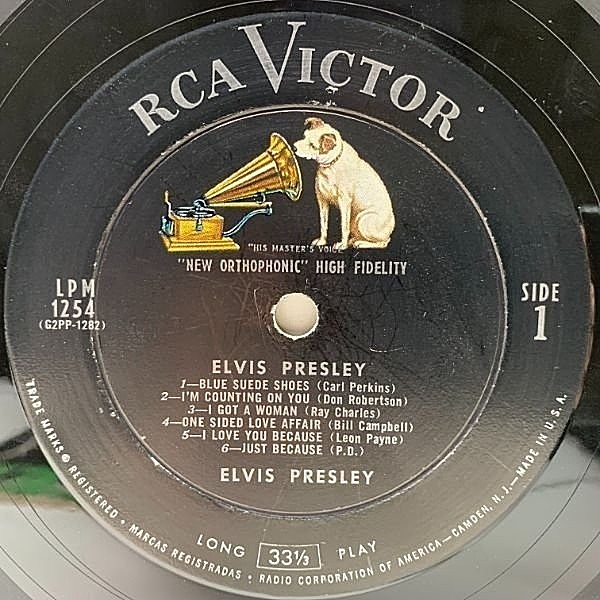 RCA VICTOR
"HIS MASTER'S VOICE"
"NEW ORTHOPHONIC" HIGH FIDELITY
LPM
1254
(G2PP-1282)
SIDE
1
ELVIS PRESLEY
1—BLUE SUEDE SHOES (Carl Perkins)
2—I'M COUNTING ON YOU (Don Robertson)
3—I GOT A WOMAN (Ray Charles)
4—ONE SIDED LOVE AFFAIR (Bill Campbell)
5—I LOVE YOU BECAUSE (Leon Payne)
6—JUST BECAUSE (P.D.)
ELVIS PRESLEY
LONG 33⅓ PLAY
TRADE MARKS ® REGISTERED • MARCAS REGISTRADAS • RADIO CORPORATION OF AMERICA—CAMDEN, N.J.—MADE IN U.S.A.